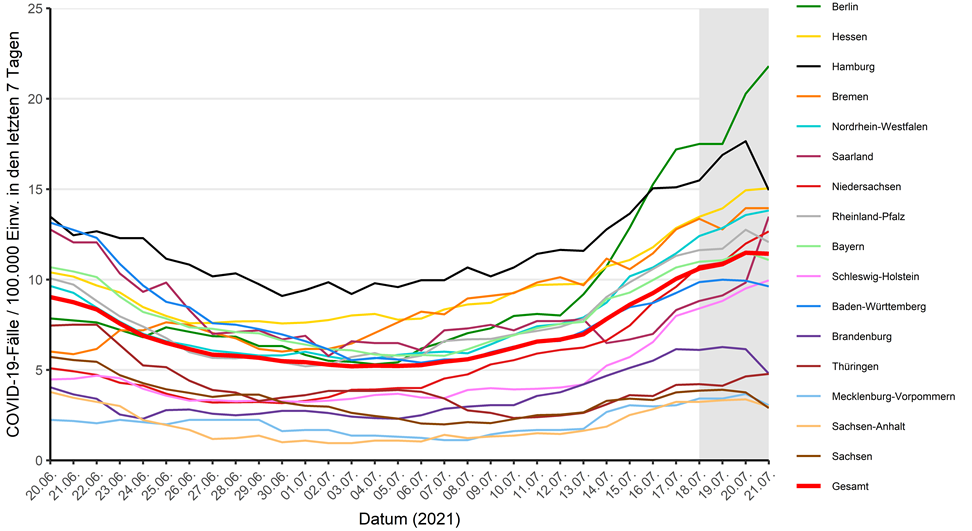 COVID-19-Fälle / 100.000 Einw. in den letzten 7 Tagen
25
20
15
10
5
0
20.06.
21.06.
22.06.
23.06.
24.06.
25.06.
26.06.
27.06.
28.06.
29.06.
30.06.
01.07.
02.07.
03.07.
04.07.
05.07.
06.07.
07.07.
08.07.
09.07.
10.07.
11.07.
12.07.
13.07.
14.07.
15.07.
16.07.
17.07.
18.07.
19.07.
20.07.
21.07.
Datum (2021)
Berlin
Hessen
Hamburg
Bremen
Nordrhein-Westfalen
Saarland
Niedersachsen
Rheinland-Pfalz
Bayern
Schleswig-Holstein
Baden-Württemberg
Brandenburg
Thüringen
Mecklenburg-Vorpommern
Sachsen-Anhalt
Sachsen
Gesamt